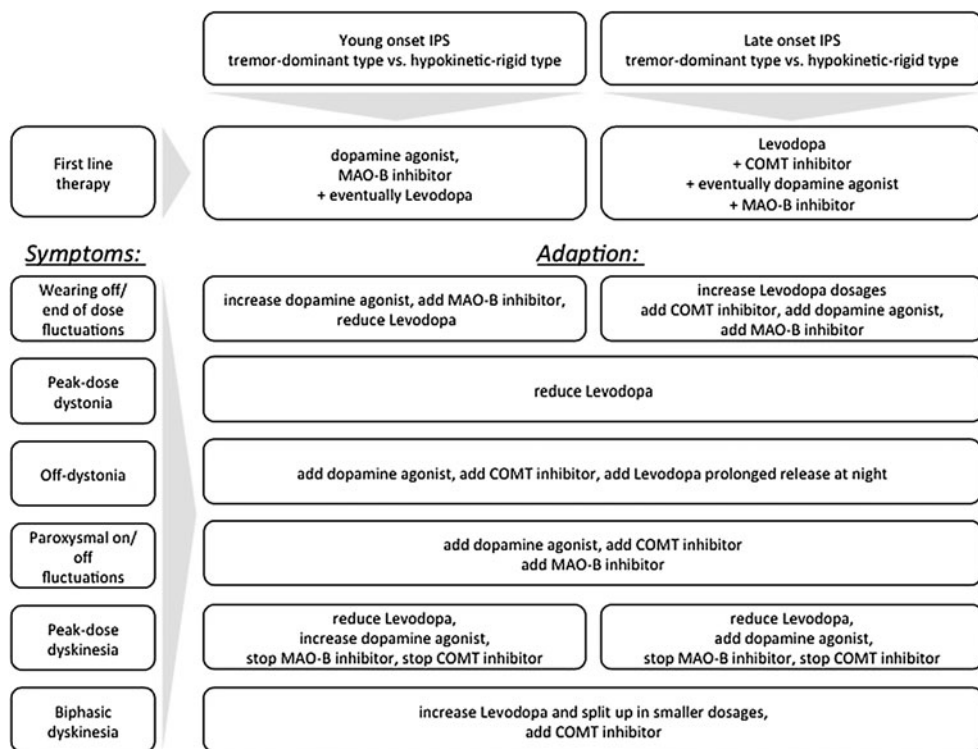 Young onset IPS
tremor-dominant type vs. hypokinetic-rigid type
Late onset IPS
tremor-dominant type vs. hypokinetic-rigid type
First line
therapy
dopamine agonist,
MAO-B inhibitor
+ eventually Levodopa
Levodopa
+ COMT inhibitor
+ eventually dopamine agonist
+ MAO-B inhibitor
Symptoms:
Adaption:
Wearing off/
end of dose
fluctuations
increase dopamine agonist, add MAO-B inhibitor,
reduce Levodopa
increase Levodopa dosages
add COMT inhibitor, add dopamine agonist,
add MAO-B inhibitor
Peak-dose
dystonia
reduce Levodopa
Off-dystonia
add dopamine agonist, add COMT inhibitor, add Levodopa prolonged release at night
Paroxysmal on/
off
fluctuations
add dopamine agonist, add COMT inhibitor
add MAO-B inhibitor
Peak-dose
dyskinesia
reduce Levodopa,
increase dopamine agonist,
stop MAO-B inhibitor, stop COMT inhibitor
reduce Levodopa,
add dopamine agonist,
stop MAO-B inhibitor, stop COMT inhibitor
Biphasic
dyskinesia
increase Levodopa and split up in smaller dosages,
add COMT inhibitor